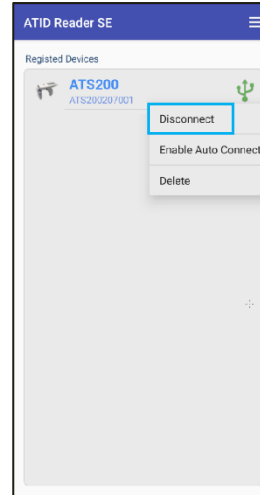 ATID Reader SE
Registed Devices
ATS200
ATS200207001
Disconnect
Enable Auto Connect
Delete